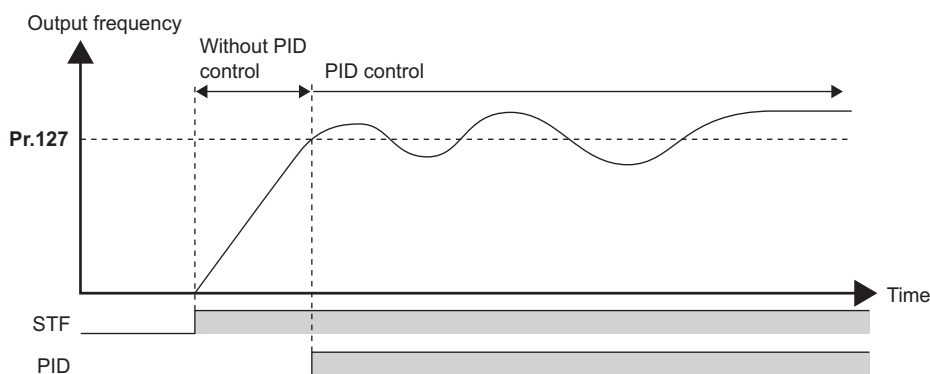 Output frequency
Without PID
control
PID control
Pr.127
Time
STF
PID